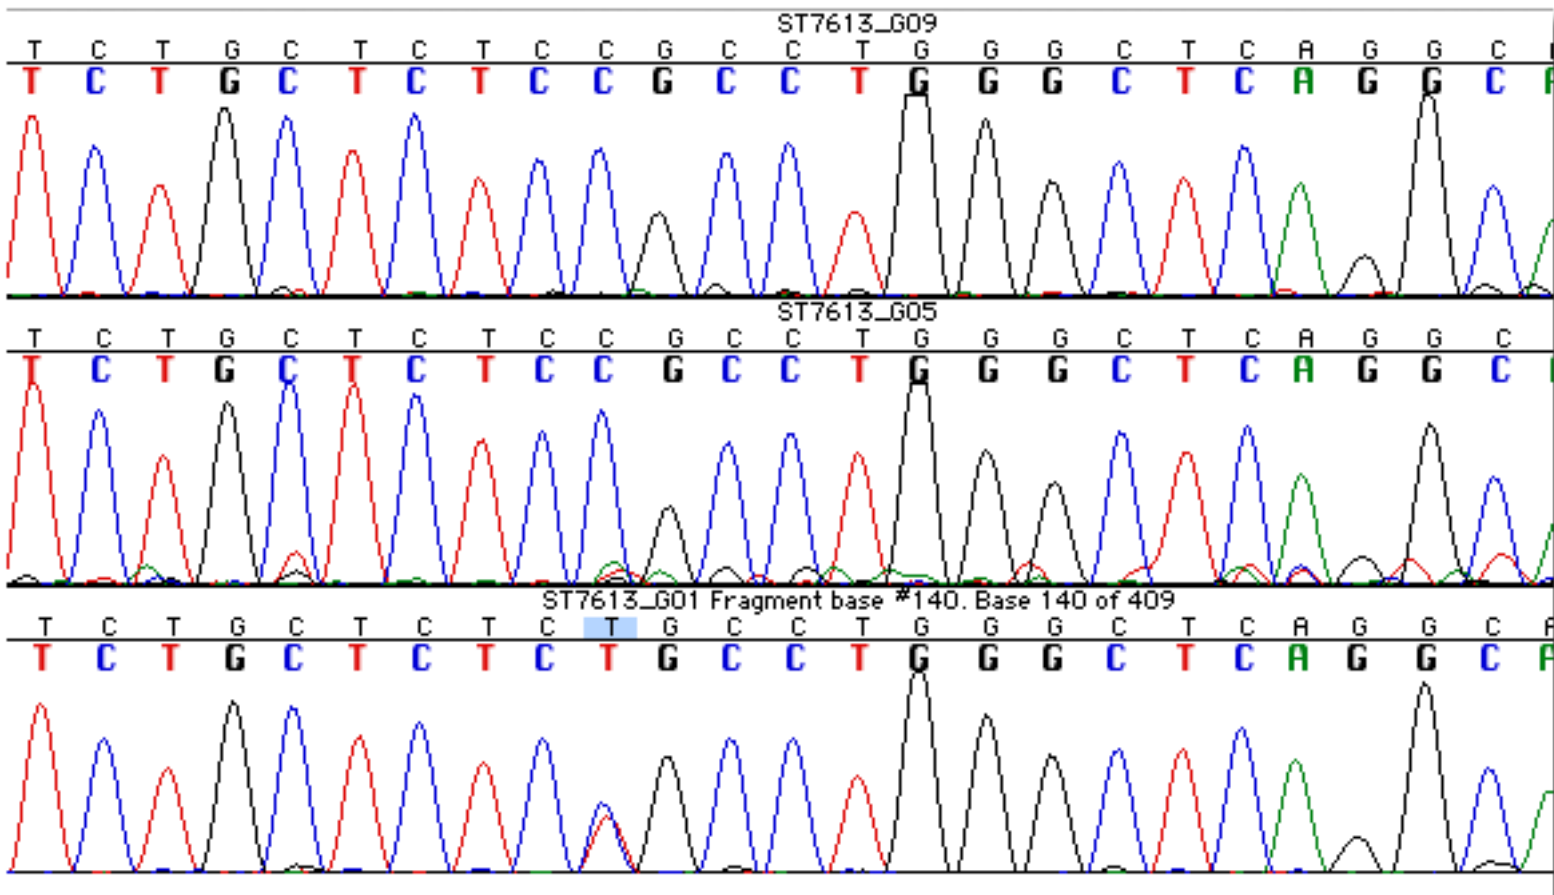 ST7613_G09
T C T G C T C T C C G C C T G G G C T C A G G C
T C T G C T C T C C G C C T G G G C T C A G G C A
ST7613_G05
T C T G C T C T C C G C C T G G G C T C A G G C
T C T G C T C T C C G C C T G G G C T C A G G C
ST7613_G01 Fragment base #140. Base 140 of 409
T C T G C T C T C T G C C T G G G C T C A G G C A
T C T G C T C T C T G C C T G G G C T C A G G C A